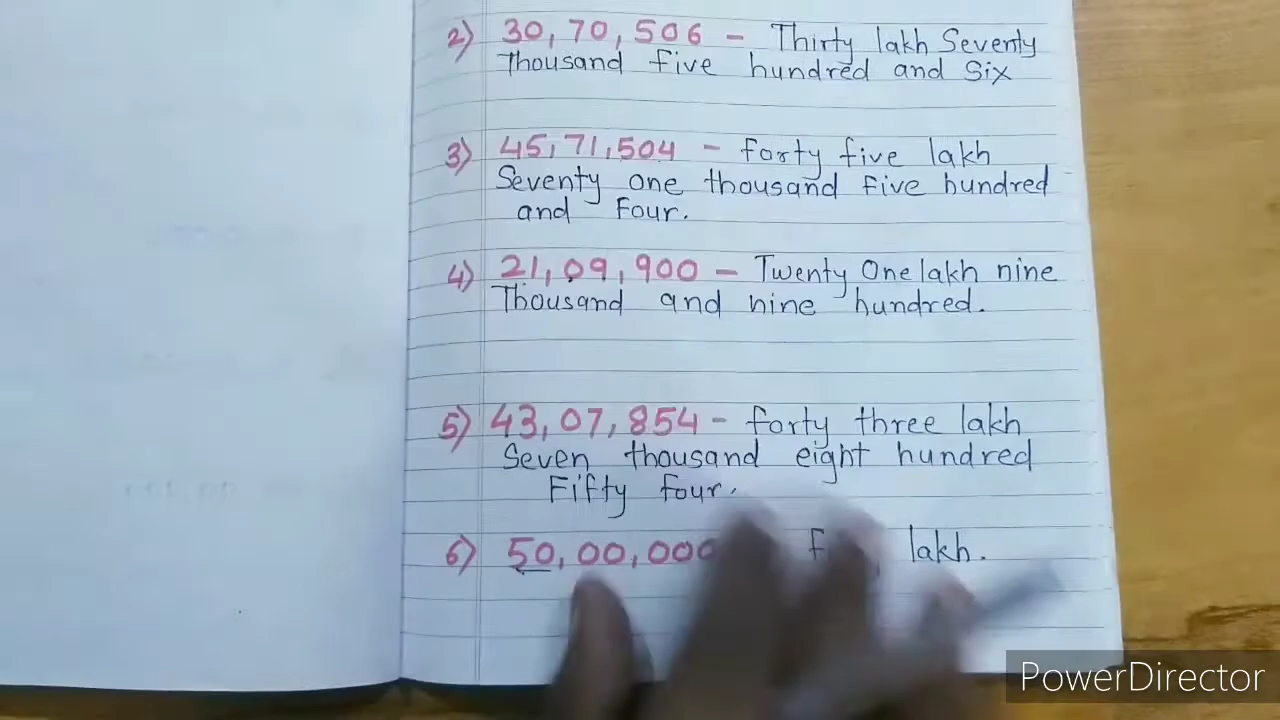 2) 30,70,506 - Thirty lakh Seventy
Thousand five hundred and Six
3) 45,71,504 - forty five lakh
Seventy one thousand Five hundred
and Four.
4) 21,09,900 - Twenty One lakh nine
Thousand and nine hundred.
5) 43,07,854 - forty three lakh
Seven thousand eight hundred
Fifty four.
6) 50,00,000 lakh.
PowerDirector